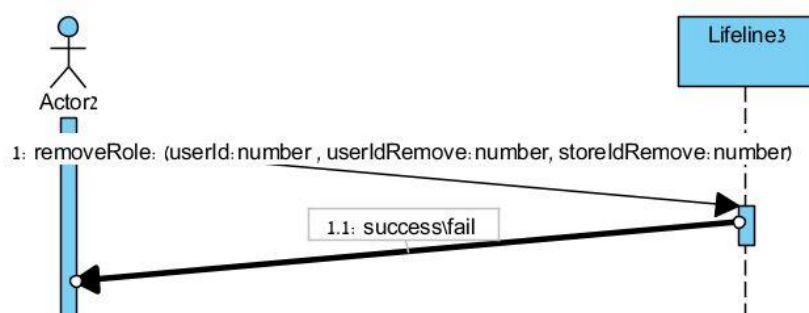 Lifeline3
Actor2
1: removeRole: (userId:number , userIdRemove:number, storeIdRemove:number)
1.1: success\fail